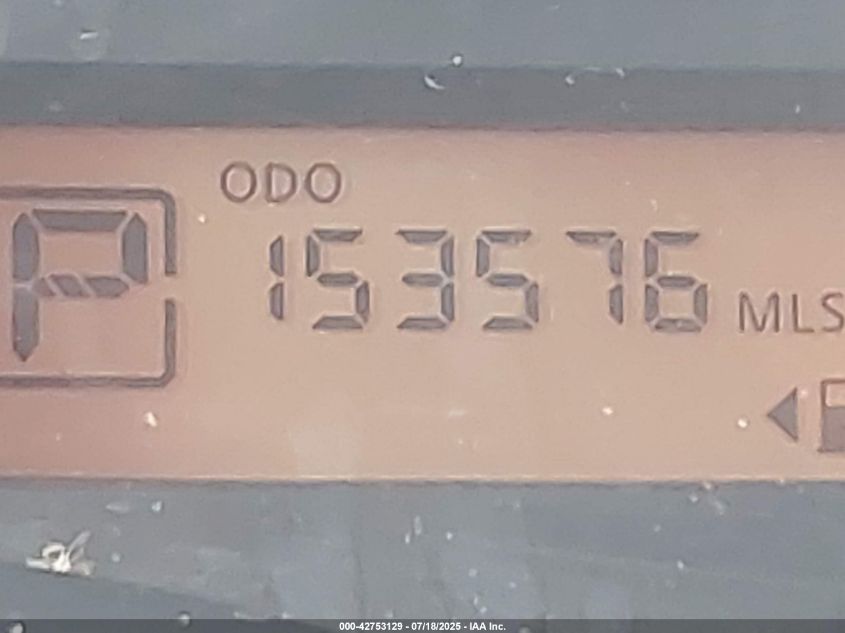 ODO
P 153576 MLS
000-42753129 - 07/18/2025 - IAA Inc.